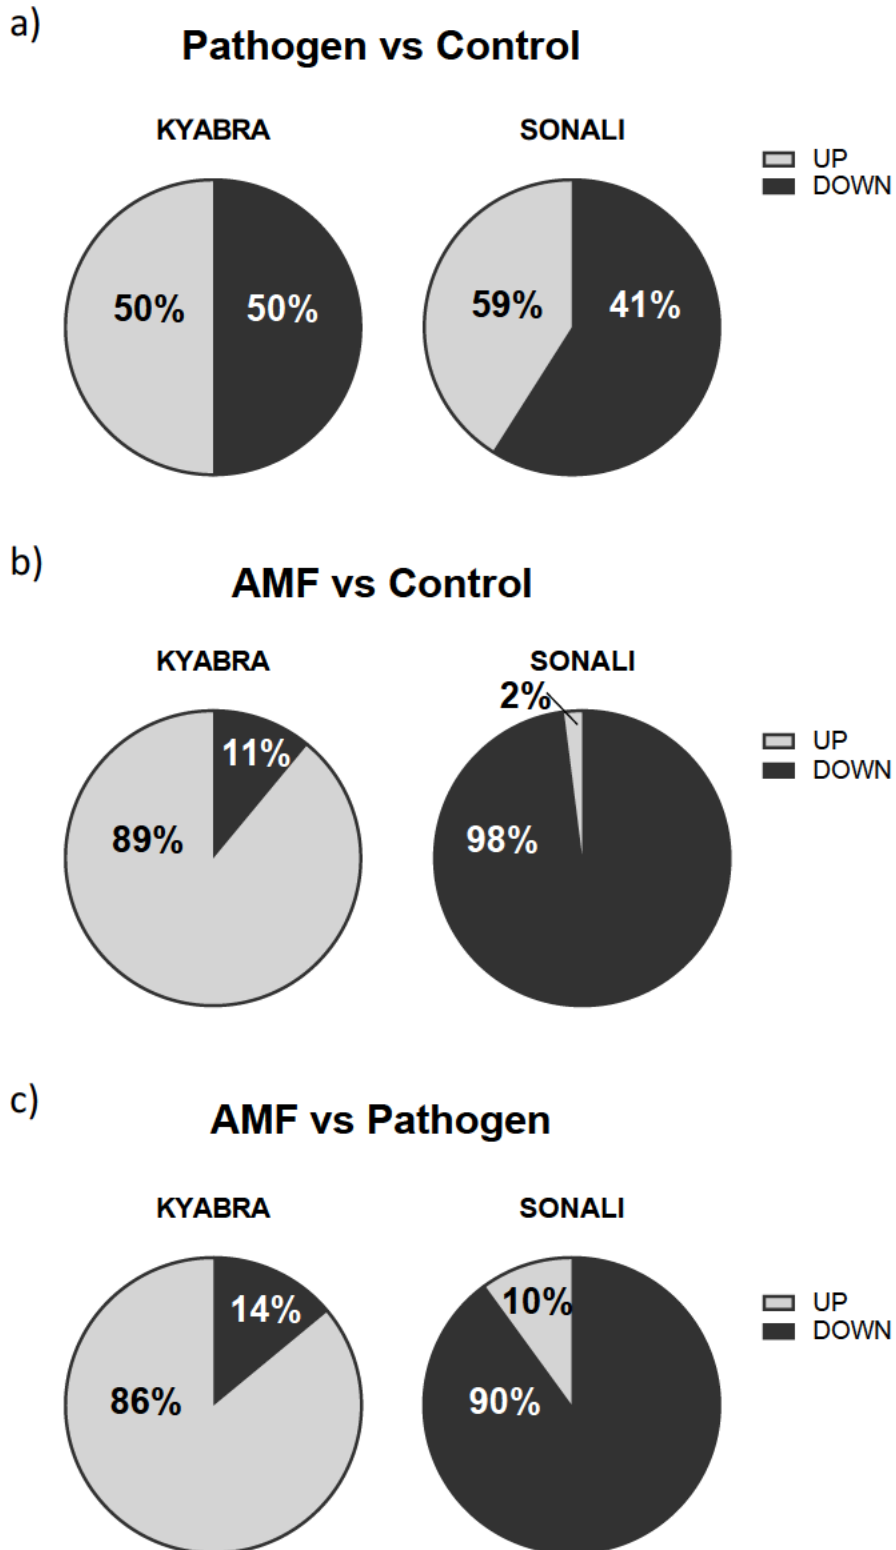 a)
Pathogen vs Control
KYABRA
SONALI
UP
DOWN
50%
50%
59%
41%
b)
AMF vs Control
KYABRA
SONALI
2%
UP
DOWN
11%
89%
98%
c)
AMF vs Pathogen
KYABRA
SONALI
UP
DOWN
14%
10%
86%
90%